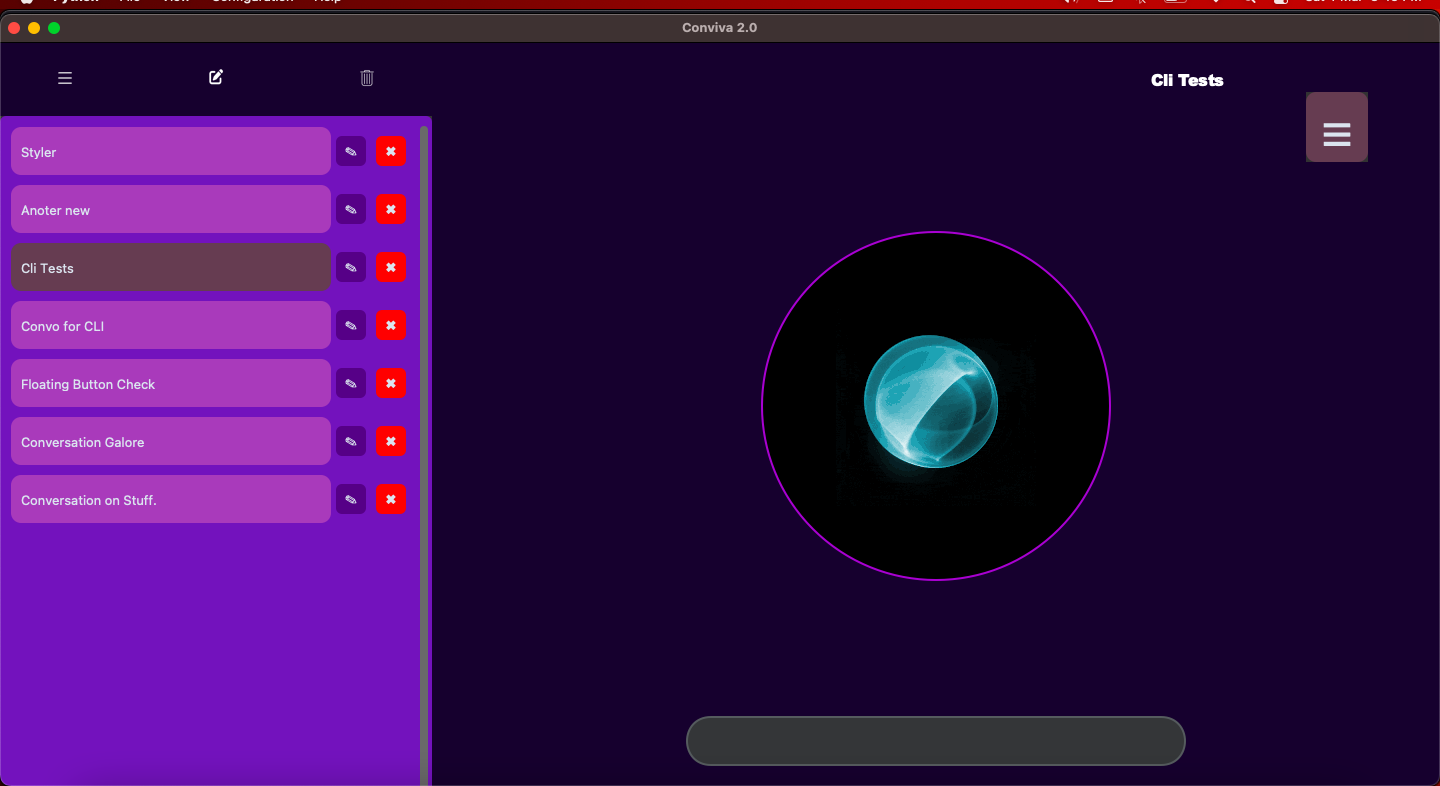 Conviva 2.0
Cli Tests
Styler
Anoter new
Cli Tests
Convo for CLI
Floating Button Check
Conversation Galore
Conversation on Stuff.